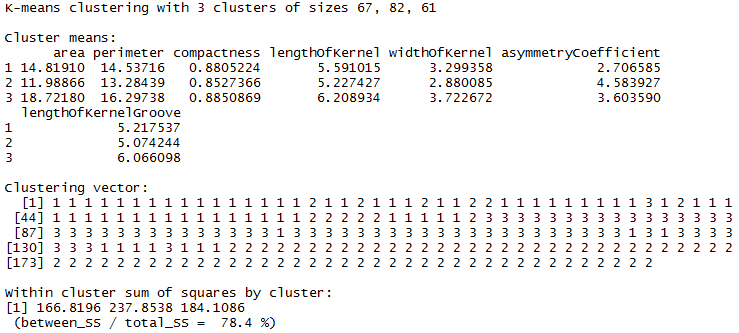 K-means clustering with 3 clusters of sizes 67, 82, 61
Cluster means:
area perimeter compactness lengthOfKernel widthOfKernel asymmetryCoefficient
1 14.81910 14.53716 0.8805224 5.591015 3.299358 2.706585
2 11.98866 13.28439 0.8527366 5.227427 2.880085 4.583927
3 18.72180 16.29738 0.8850869 6.208934 3.722672 3.603590
lengthOfKernelGroove
1 5.217537
2 5.074244
3 6.066098
Clustering vector:
[1] 1 1 1 1 1 1 1 1 1 1 1 1 1 1 1 1 2 1 1 2 1 1 1 2 1 1 2 2 1 1 1 1 1 1 1 1 1 3 1 2 1 1 1
[44] 1 1 1 1 1 1 1 1 1 1 1 1 1 1 1 1 2 2 2 2 2 1 1 1 1 1 2 3 3 3 3 3 3 3 3 3 3 3 3 3 3 3 3
[87] 3 3 3 3 3 3 3 3 3 3 3 3 3 3 1 3 3 3 3 3 3 3 3 3 3 3 3 3 3 3 3 3 3 3 3 3 1 3 1 3 3 3 3
[130] 3 3 3 1 1 1 1 3 1 1 1 2 2 2 2 2 2 2 2 2 2 2 2 2 2 2 2 2 2 2 2 2 2 2 2 2 2 2 2 2 2 2 2
[173] 2 2 2 2 2 2 2 2 2 2 2 2 2 2 2 2 2 2 2 2 2 2 2 2 2 2 2 2 2 2 2 2 2 2 2 2 2 2
Within cluster sum of squares by cluster:
[1] 166.8196 237.8538 184.1086
(between_SS / total_SS = 78.4 %)